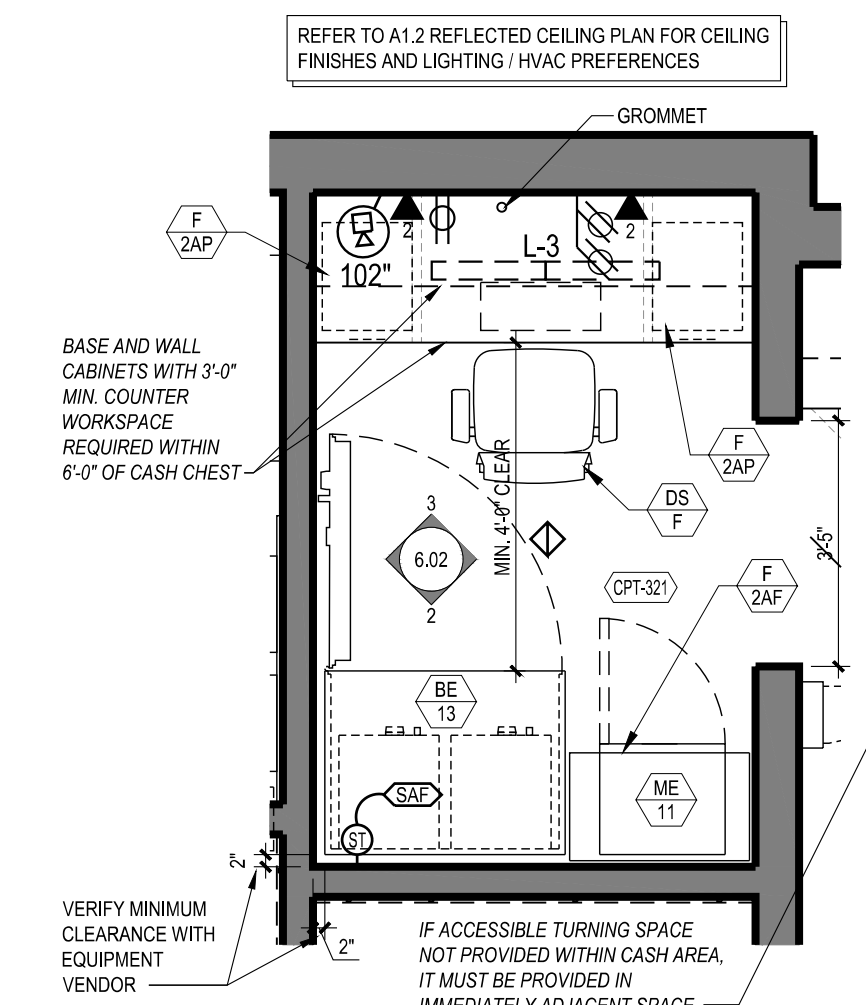 REFER TO A1.2 REFLECTED CEILING PLAN FOR CEILING
FINISHES AND LIGHTING / HVAC PREFERENCES
GROMMET
F
2AP
2
2
L-3
102"
BASE AND WALL
CABINETS WITH 3'-0"
MIN. COUNTER
WORKSPACE
REQUIRED WITHIN
6'-0" OF CASH CHEST
MIN. 4'-0" CLEAR
F
2AP
DS
F
3
6.02
2
CPT-321
F
2AF
3'-5"
BE
13
SAF
ST
ME
11
2"
VERIFY MINIMUM
CLEARANCE WITH
EQUIPMENT
VENDOR
2"
IF ACCESSIBLE TURNING SPACE
NOT PROVIDED WITHIN CASH AREA,
IT MUST BE PROVIDED IN
IMMEDIATELY ADJACENT SPACE